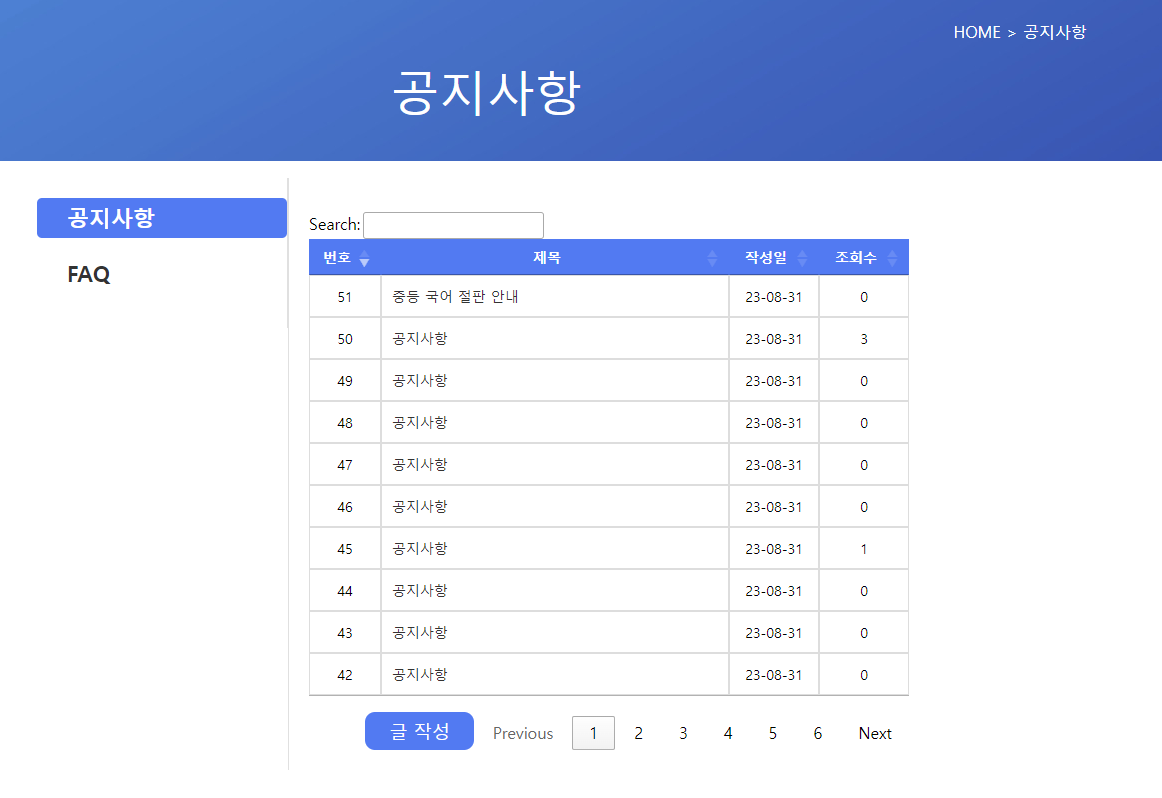 HOME > 공지사항
공지사항
공지사항
FAQ
Search:
번호 제목 작성일 조회수
51 중등 국어 절판 안내 23-08-31 0
50 공지사항 23-08-31 3
49 공지사항 23-08-31 0
48 공지사항 23-08-31 0
47 공지사항 23-08-31 0
46 공지사항 23-08-31 0
45 공지사항 23-08-31 1
44 공지사항 23-08-31 0
43 공지사항 23-08-31 0
42 공지사항 23-08-31 0
글 작성 Previous 1 2 3 4 5 6 Next